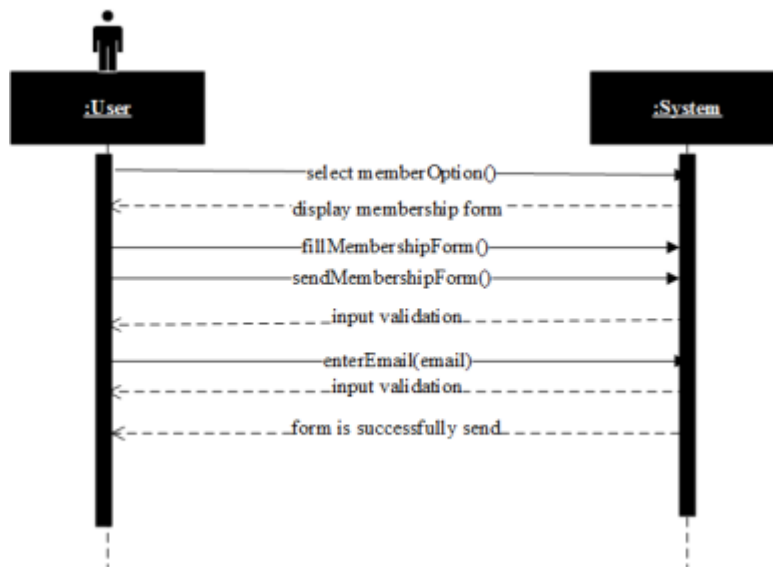 :User
:System
select memberOption()
display membership form
fillMembershipForm()
sendMembershipForm()
input validation
enterEmail(email)
input validation
form is successfully send